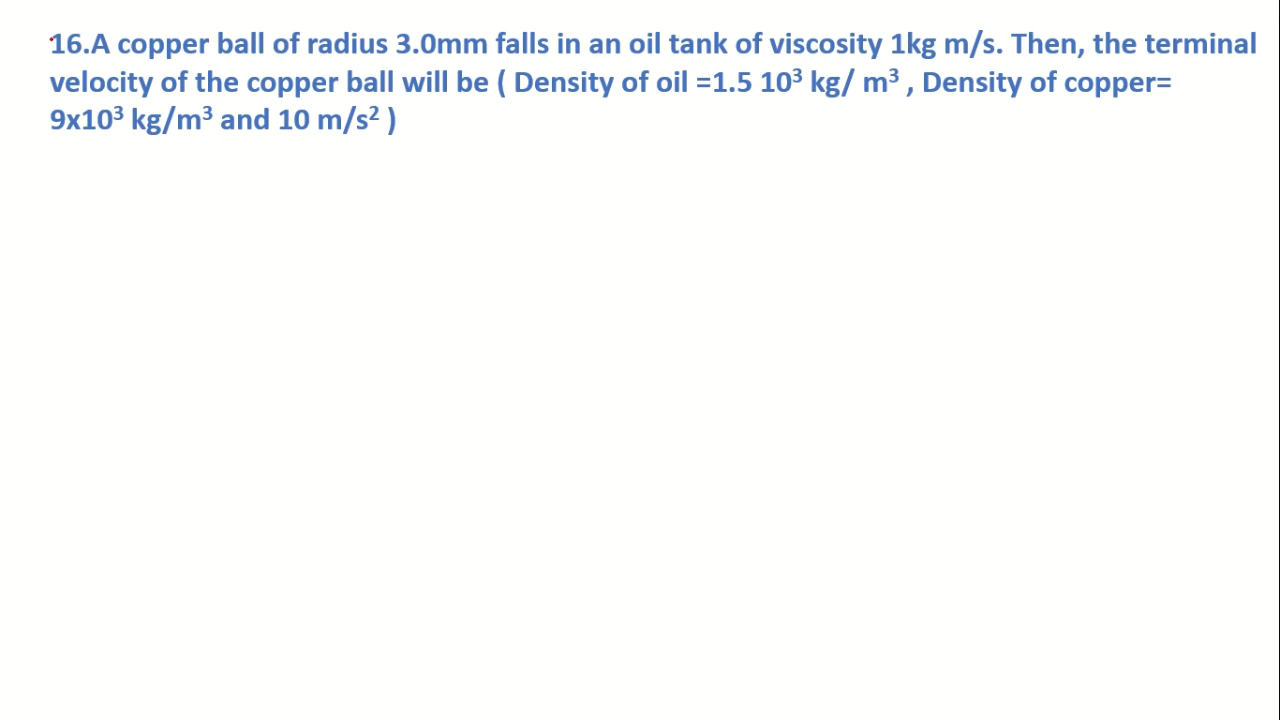 16.A copper ball of radius 3.0mm falls in an oil tank of viscosity 1kg m/s. Then, the terminal
velocity of the copper ball will be ( Density of oil =1.5 10³ kg/ m³ , Density of copper=
9x10³ kg/m³ and 10 m/s² )